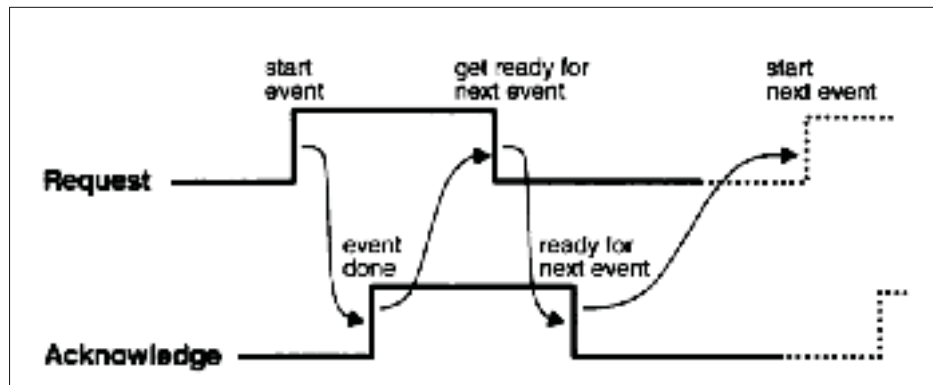 start
event
get ready for
next event
start
next event
Request
event
done
ready for
next event
Acknowledge